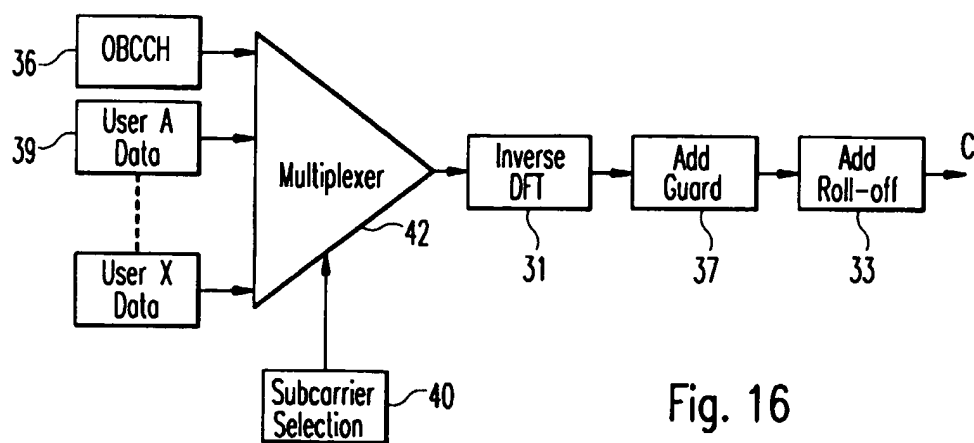 OBCCH
36
User A
Data
39
User X
Data
Multiplexer
42
Subcarrier
Selection
40
Inverse
DFT
31
Add
Guard
37
Add
Roll-off
33
C
Fig. 16